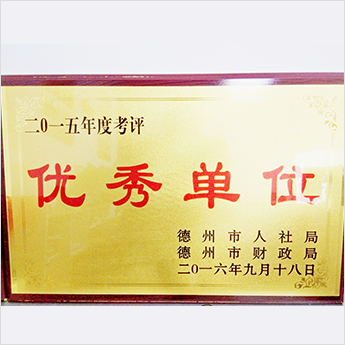 二〇一五年度考评
优秀单位
德州市人社局
德州市财政局
二〇一六年九月十八日